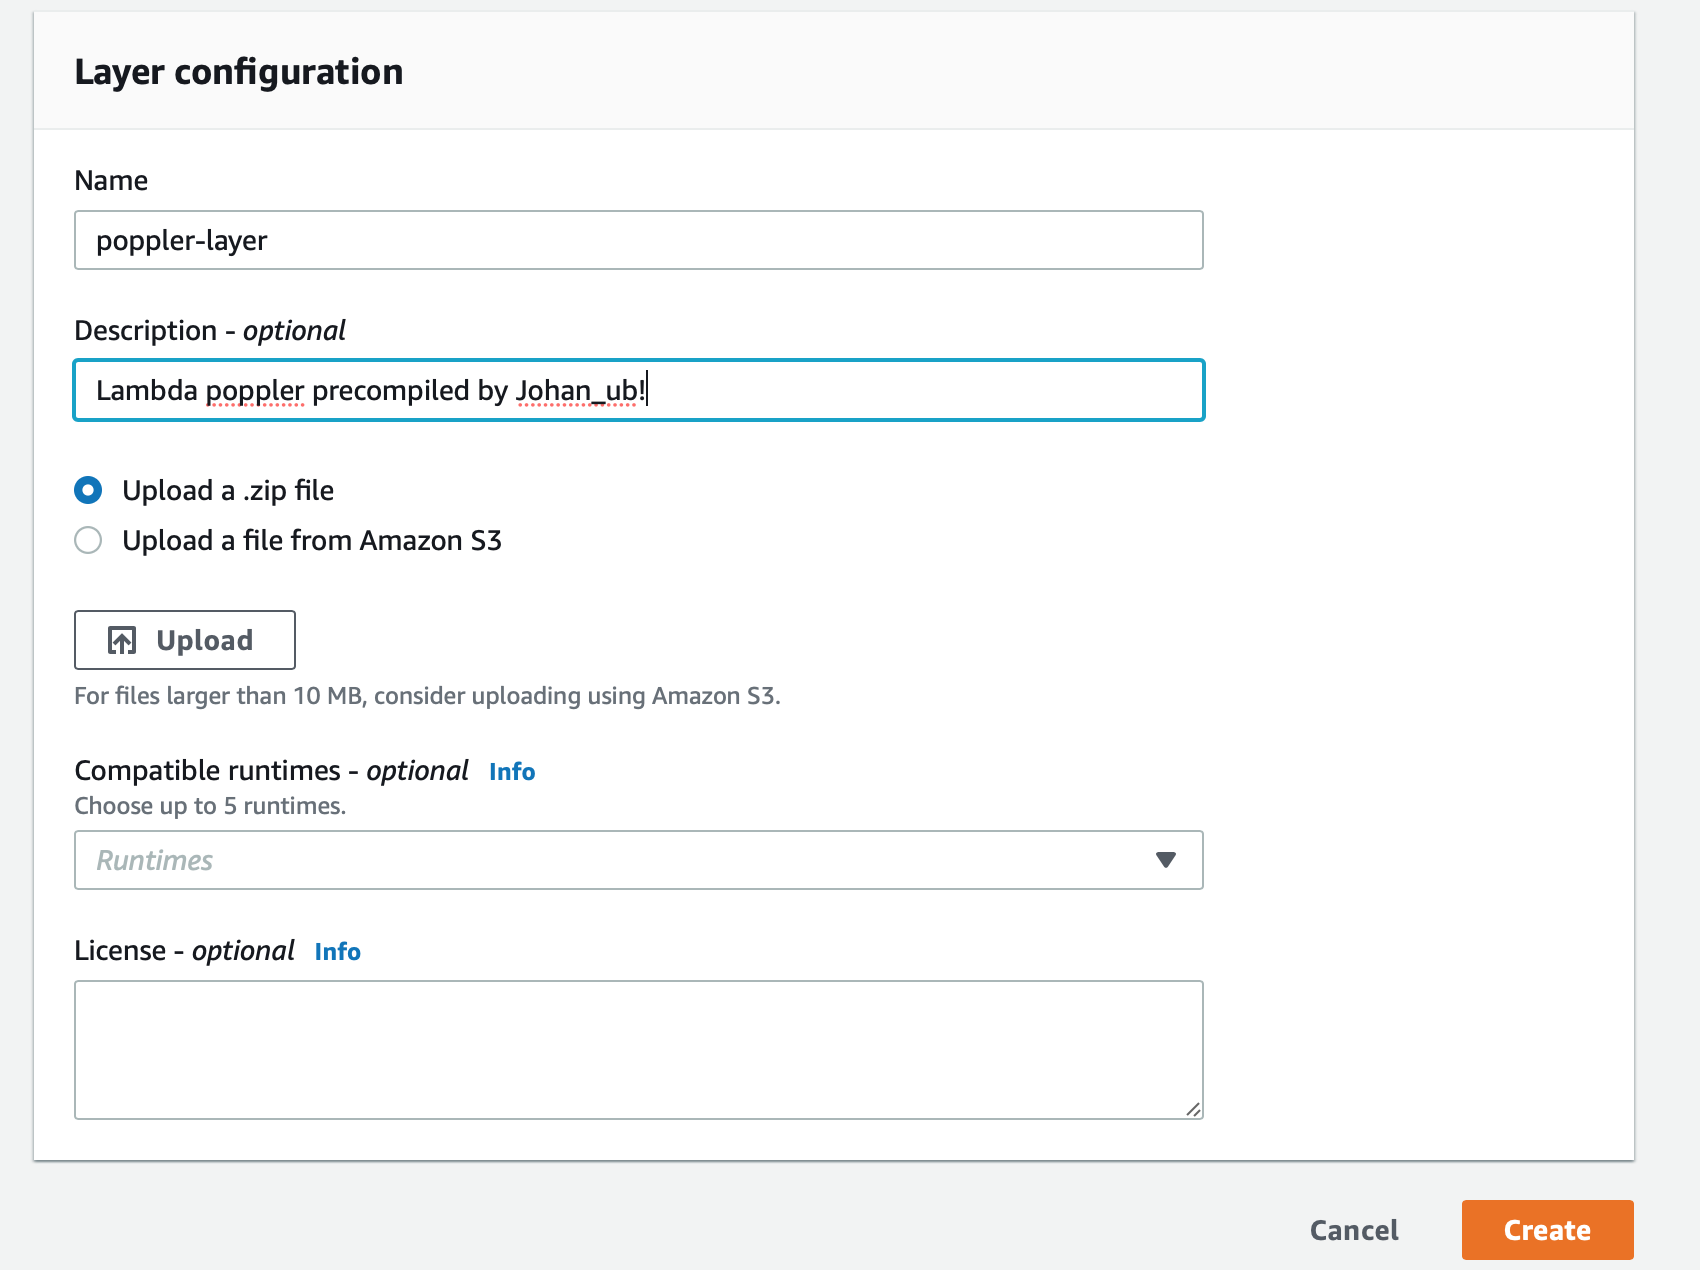 Layer configuration
Name
poppler-layer
Description - optional
Lambda poppler precompiled by Johan_ub!
Upload a .zip file
Upload a file from Amazon S3
Upload
For files larger than 10 MB, consider uploading using Amazon S3.
Compatible runtimes - optional Info
Choose up to 5 runtimes.
Runtimes
License - optional Info
Cancel Create